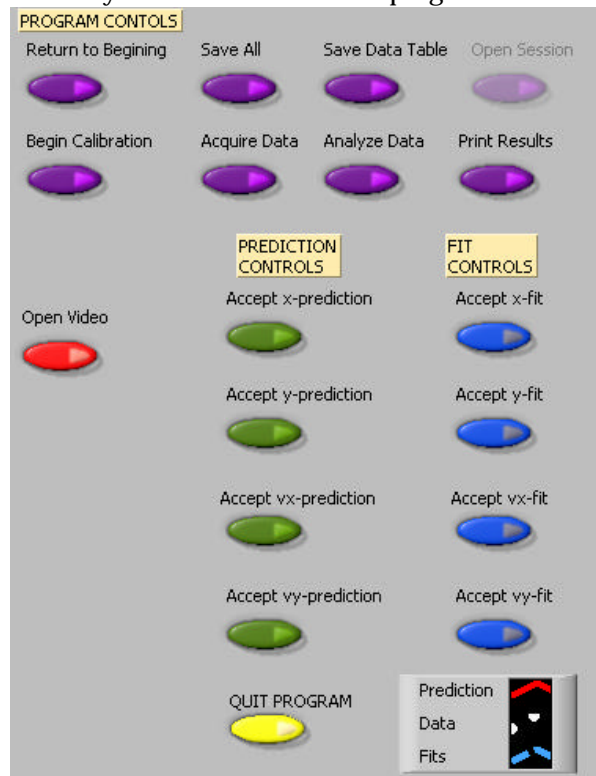 PROGRAM CONTOLS
Return to Begining Save All Save Data Table Open Session
Begin Calibration Acquire Data Analyze Data Print Results
PREDICTION
CONTROLS
FIT
CONTROLS
Accept x-prediction Accept x-fit
Open Video
Accept y-prediction Accept y-fit
Accept vx-prediction Accept vx-fit
Accept vy-prediction Accept vy-fit
QUIT PROGRAM
Prediction
Data
Fits